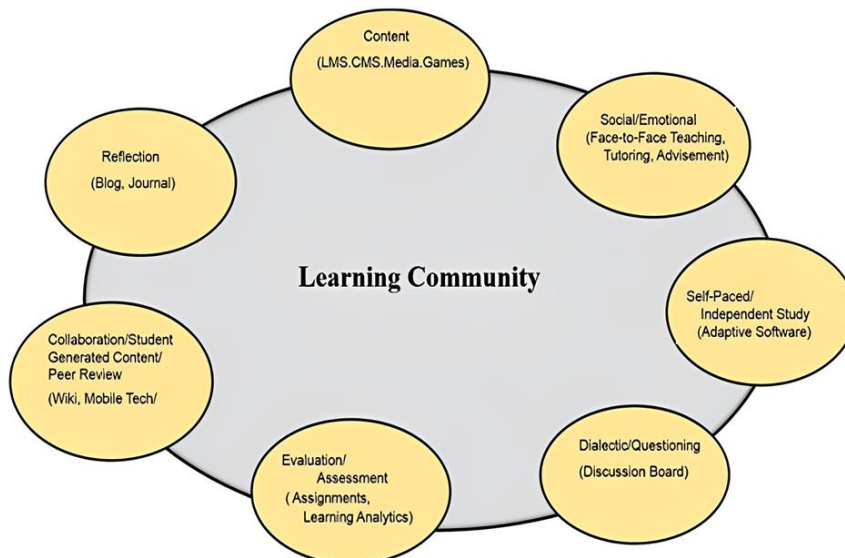 Content
(LMS.CMS.Media.Games)
Social/Emotional
(Face-to-Face Teaching,
Tutoring, Advisement)
Reflection
(Blog, Journal)
Learning Community
Self-Paced/
Independent Study
(Adaptive Software)
Collaboration/Student
Generated Content/
Peer Review
(Wiki, Mobile Tech/
Evaluation/
Assessment
( Assignments,
Learning Analytics)
Dialectic/Questioning
(Discussion Board)